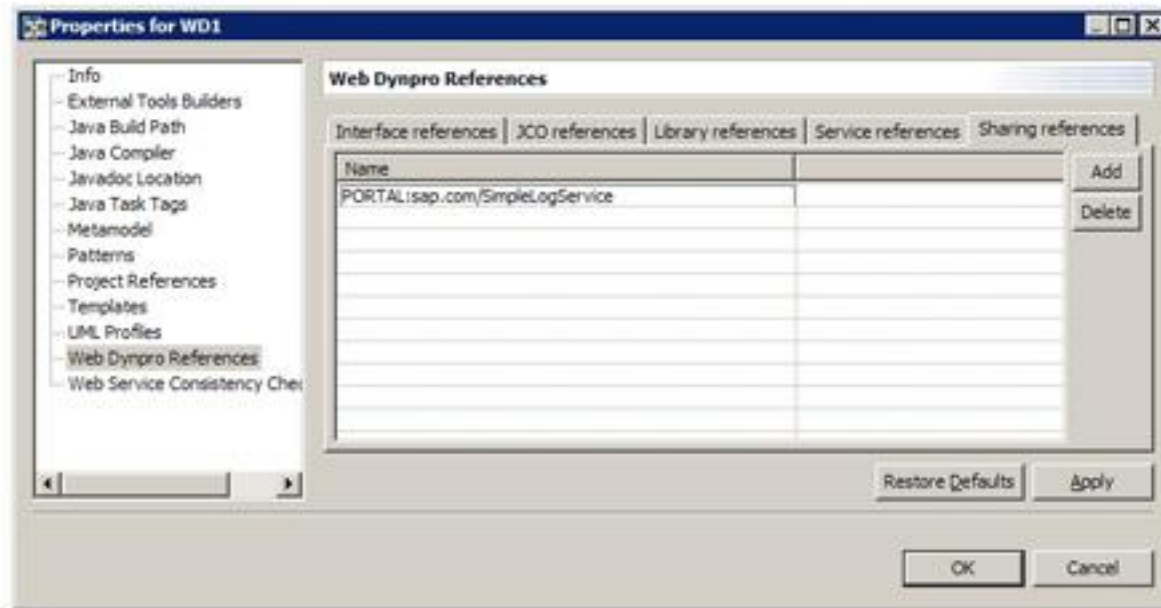 Properties for WD1
Info
External Tools Builders
Java Build Path
Java Compiler
Javadoc Location
Java Task Tags
Metamodel
Patterns
Project References
Templates
UML Profiles
Web Dynpro References
Web Service Consistency Chec
Web Dynpro References
Interface references JCO references Library references Service references Sharing references
Name
PORTAL:sap.com/SimpleLogService
Add
Delete
Restore Defaults Apply
OK Cancel